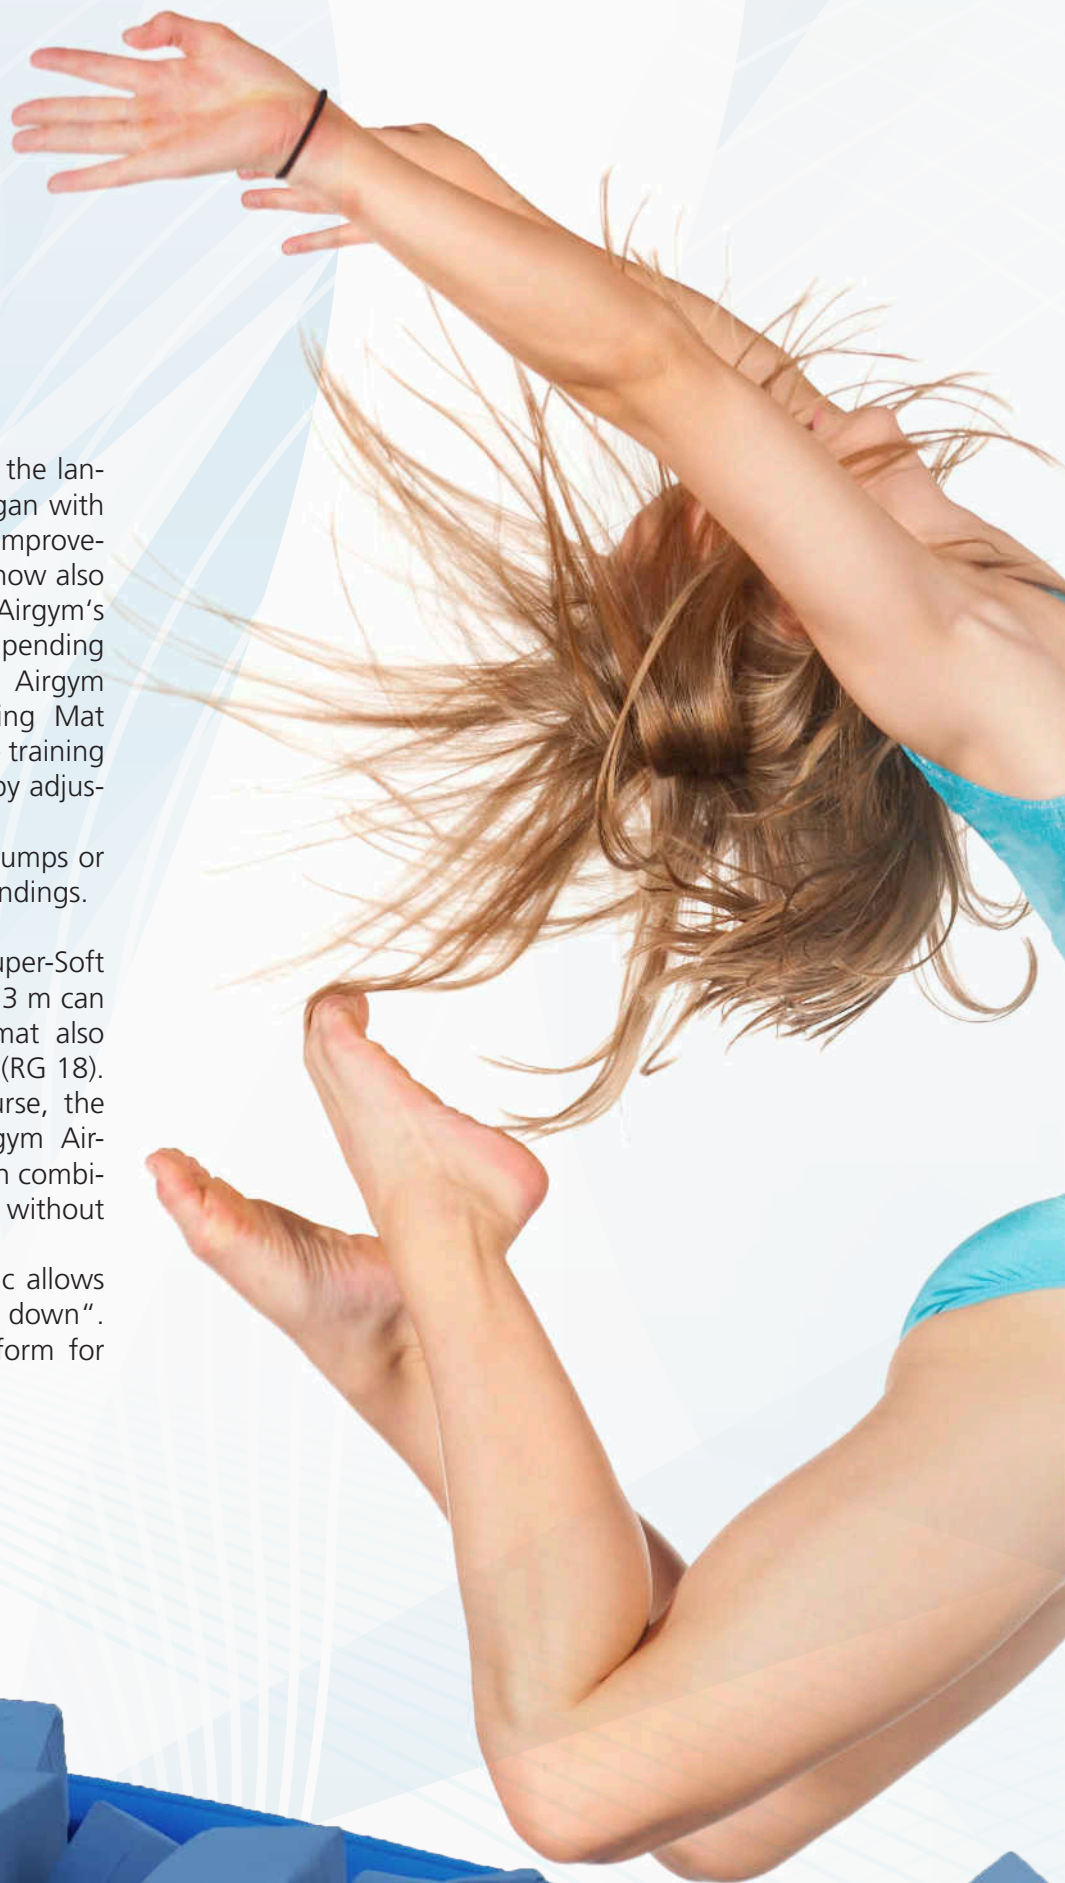 the lan-
gan with
improve-
now also
Airgym‘s
pending
Airgym
ing Mat
training
by adjus-
umps or
ndings.
uper-Soft
3 m can
mat also
(RG 18).
urse, the
gym Air-
n combi-
without
c allows
down“.
form for